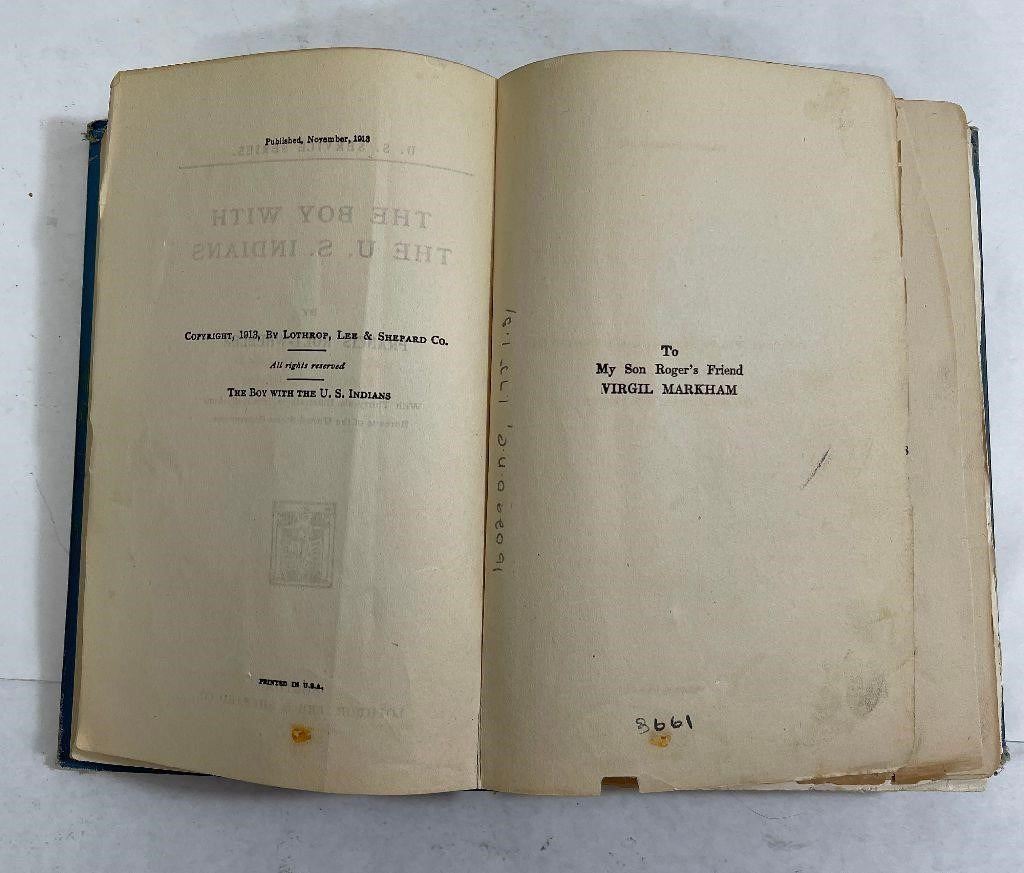 Published, November, 1913
COPYRIGHT, 1913, BY LOTHROP, LEE & SHEPARD CO.
All rights reserved
THE BOY WITH THE U. S. INDIANS
PRINTED IN U.S.A.
To
My Son Roger's Friend
VIRGIL MARKHAM
8661